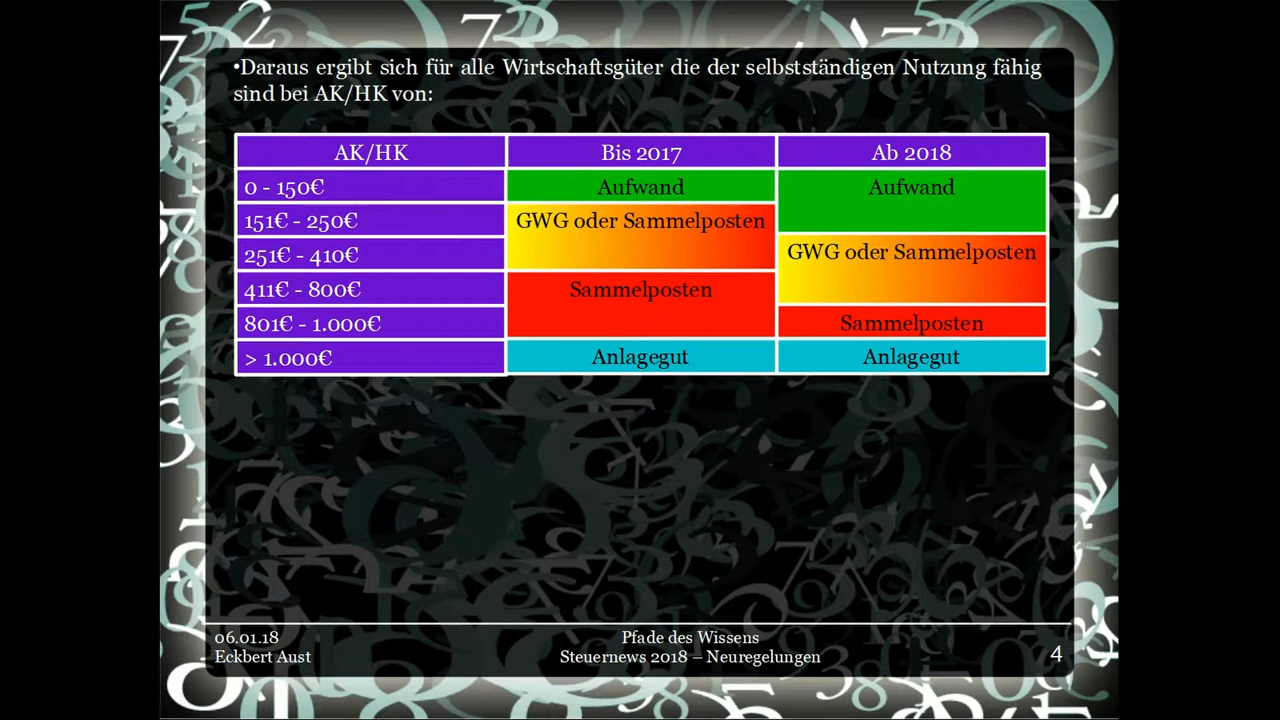 •Daraus ergibt sich für alle Wirtschaftsgüter die der selbstständigen Nutzung fähig
sind bei AK/HK von:
AK/HK Bis 2017 Ab 2018
0 - 150€ Aufwand Aufwand
151€ - 250€ GWG oder Sammelposten
251€ - 410€ GWG oder Sammelposten
411€ - 800€ Sammelposten
801€ - 1.000€ Sammelposten
> 1.000€ Anlagegut Anlagegut
06.01.18 Pfade des Wissens
Eckbert Aust Steuernews 2018 – Neuregelungen 4